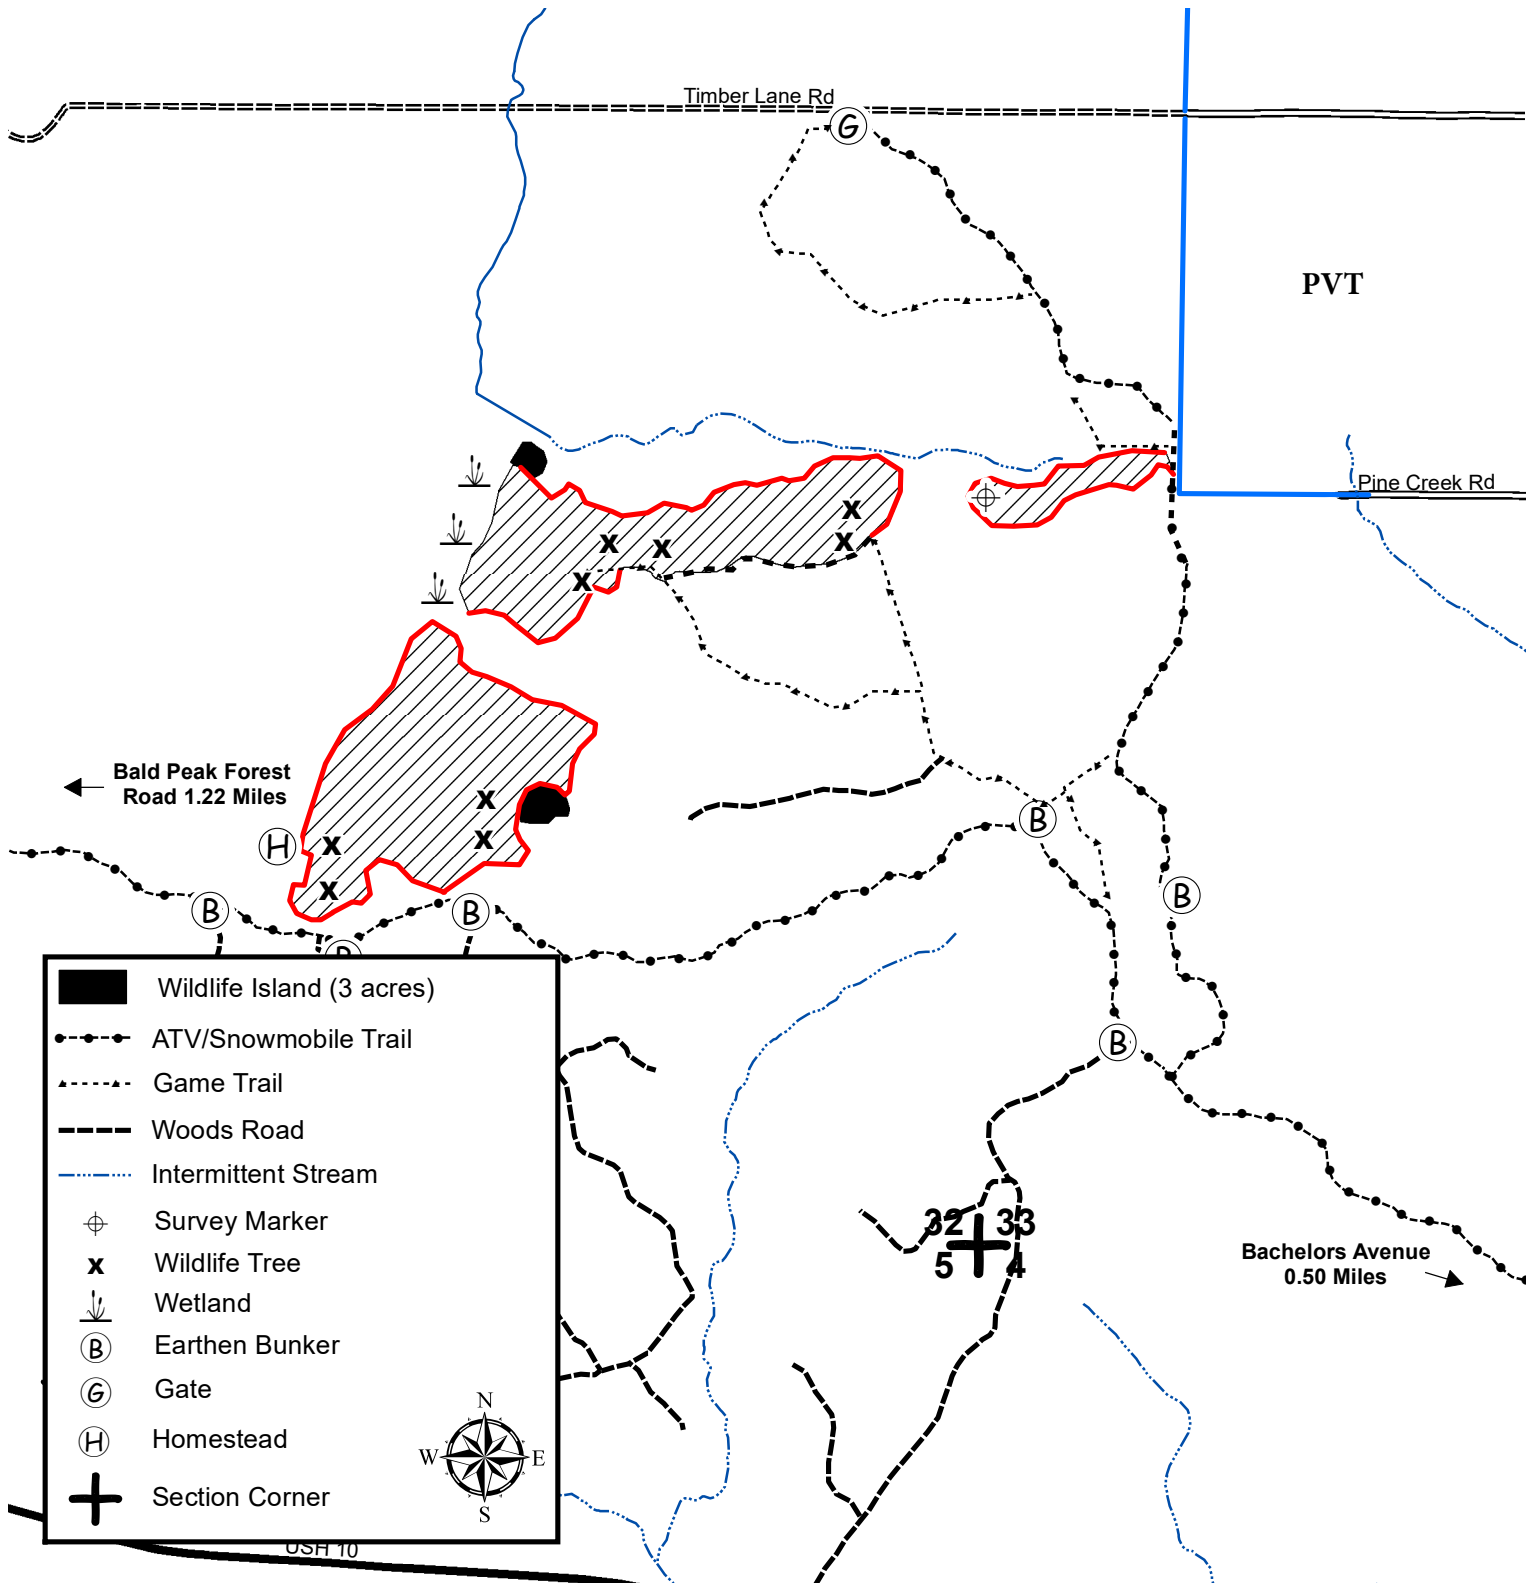 Timber Lane Rd
G
PVT
Pine Creek Rd
x
x
x
x
x
Bald Peak Forest
Road 1.22 Miles
x
B
H
x
x
x
B
B
B
B
B
32 33
5 4
Bachelors Avenue
0.50 Miles
Wildlife Island (3 acres)
ATV/Snowmobile Trail
Game Trail
Woods Road
Intermittent Stream
Survey Marker
x Wildlife Tree
Wetland
B Earthen Bunker
G Gate
H Homestead
Section Corner
N
W E
S
USH 10